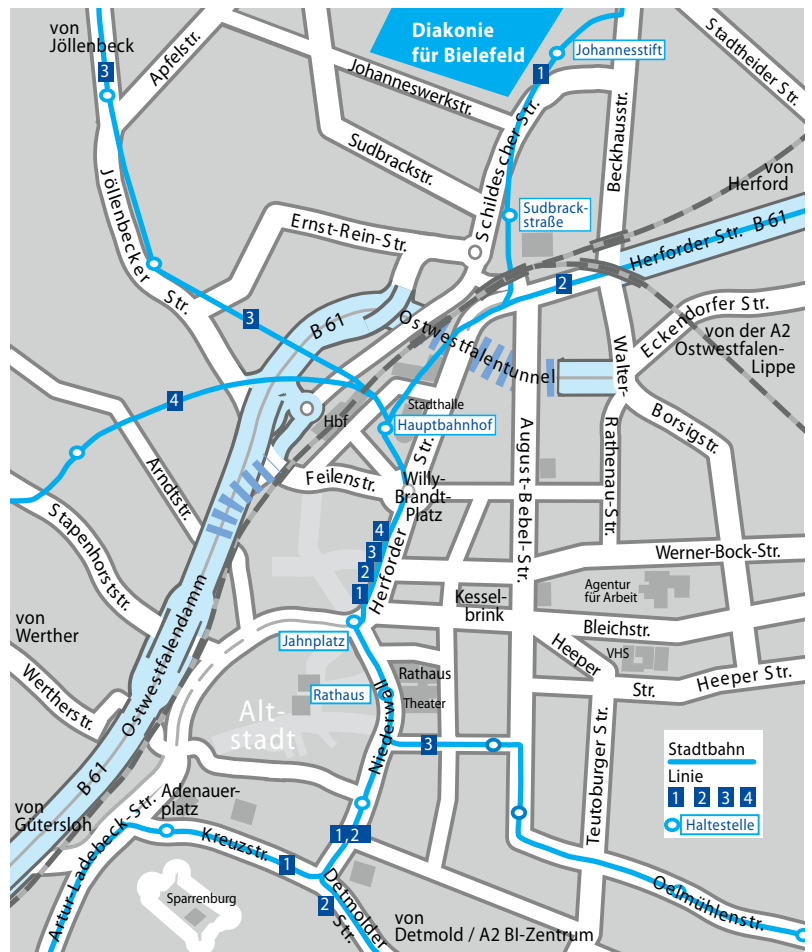 von
Jöllenbeck
3
Apfelstr.
Diakonie
für Bielefeld
Johannesstift
1
Stadtheider Str.
Johanneswerkstr.
Schildescher Str.
Beckhausstr.
Sudbrackstr.
von
Herford
Jöllenbecker
Str.
Sudbrack-
straße
Ernst-Rein-Str.
Herforder Str. B 61
2
3
B 61
Ostwestfalentunnel
Eckendorfer Str.
von der A2
Ostwestfalen-
Lippe
4
Walter-
Rathenau-Str.
Borsigstr.
Hbf
Stadthalle
Hauptbahnhof
August-Bebel-Str.
Arndtstr.
Feilenstr.
Willy-
Brandt-
Platz
Herforder
Str.
Stapenhorststr.
4
3
2
1
Werner-Bock-Str.
Agentur
für Arbeit
Kessel-
brink
Bleichstr.
von
Werther
Jahnplatz
Heeper
Str.
VHS
Heeper Str.
Wertherstr.
Ostwestfalendamm
B 61
Rathaus
Rathaus
Theater
Alt-
stadt
Niederwall
3
Teutoburger Str.
Stadtbahn
Linie
1 2 3 4
Haltestelle
von
Gütersloh
Adenauer-
platz
Artur-Ladebeck-Str.
Kreuzstr.
1
1,2
2
Detmolder
Str.
Sparrenburg
von
Detmold / A2 BI-Zentrum
Oelmühlenstr.